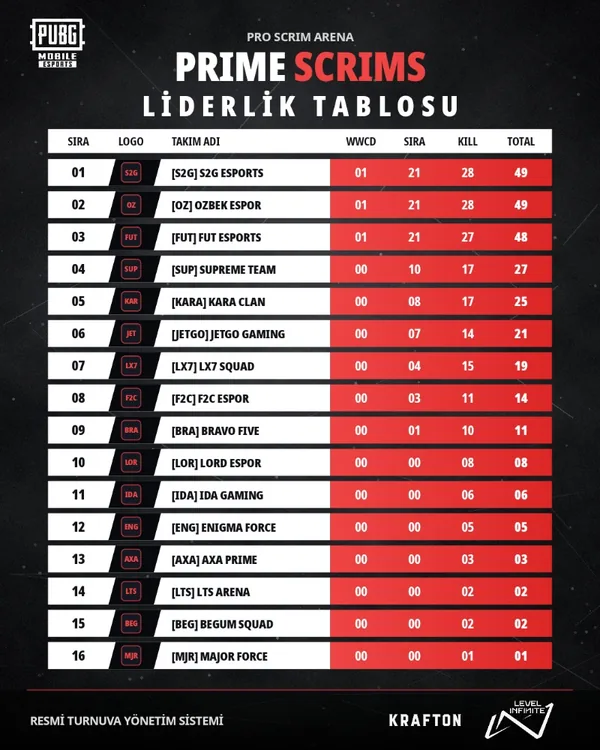 PUBG
MOBILE
ESPORTS
PRO SCRIM ARENA
PRIME SCRIMS
LİDERLİK TABLOSU
SIRA LOGO TAKIM ADI WWCD SIRA KILL TOTAL
01 S2G [S2G] S2G ESPORTS 01 21 28 49
02 OZ [OZ] OZBEK ESPOR 01 21 28 49
03 FUT [FUT] FUT ESPORTS 01 21 27 48
04 SUP [SUP] SUPREME TEAM 00 10 17 27
05 KAR [KARA] KARA CLAN 00 08 17 25
06 JET [JETGO] JETGO GAMING 00 07 14 21
07 LX7 [LX7] LX7 SQUAD 00 04 15 19
08 F2C [F2C] F2C ESPOR 00 03 11 14
09 BRA [BRA] BRAVO FIVE 00 01 10 11
10 LOR [LOR] LORD ESPOR 00 00 08 08
11 IDA [IDA] IDA GAMING 00 00 06 06
12 ENG [ENG] ENIGMA FORCE 00 00 05 05
13 AXA [AXA] AXA PRIME 00 00 03 03
14 LTS [LTS] LTS ARENA 00 00 02 02
15 BEG [BEG] BEGUM SQUAD 00 00 02 02
16 MJR [MJR] MAJOR FORCE 00 00 01 01
RESMİ TURNUVA YÖNETİM SİSTEMİ
KRAFTON
LEVEL
INFINITE